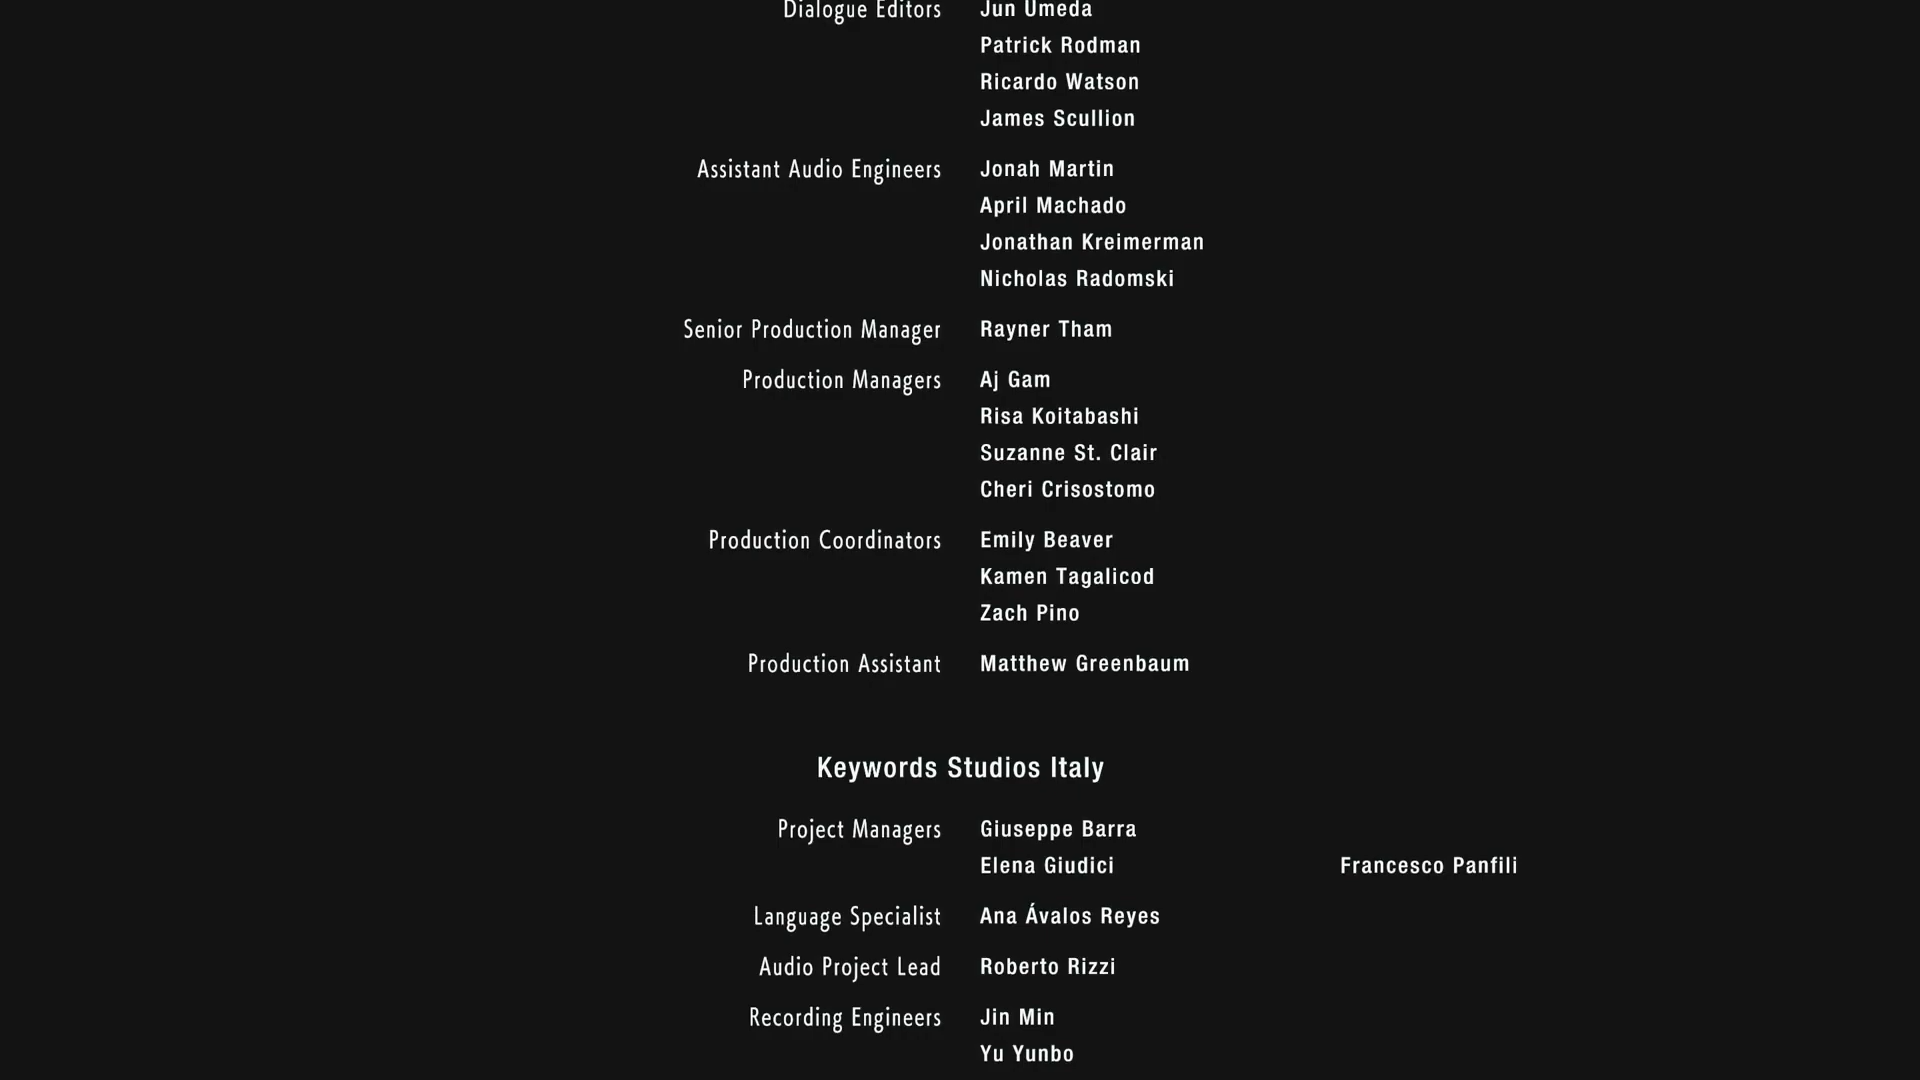 Dialogue Editors Jun Umeda
Patrick Rodman
Ricardo Watson
James Scullion
Assistant Audio Engineers Jonah Martin
April Machado
Jonathan Kreimerman
Nicholas Radomski
Senior Production Manager Rayner Tham
Production Managers Aj Gam
Risa Koitabashi
Suzanne St. Clair
Cheri Crisostomo
Production Coordinators Emily Beaver
Kamen Tagalicod
Zach Pino
Production Assistant Matthew Greenbaum
Keywords Studios Italy
Project Managers Giuseppe Barra
Elena Giudici Francesco Panfili
Language Specialist Ana Ávalos Reyes
Audio Project Lead Roberto Rizzi
Recording Engineers Jin Min
Yu Yunbo